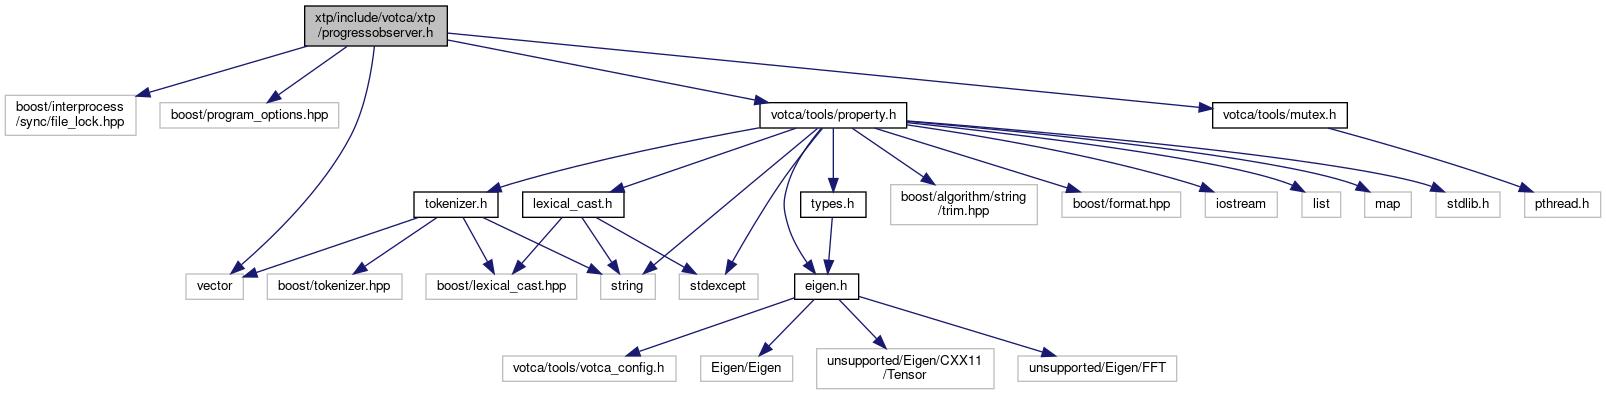 xtp/include/votca/xtp
/progressobserver.h
boost/interprocess
/sync/file_lock.hpp
boost/program_options.hpp
votca/tools/property.h
votca/tools/mutex.h
tokenizer.h
lexical_cast.h
types.h
boost/algorithm/string
/trim.hpp
boost/format.hpp
iostream
list
map
stdlib.h
pthread.h
vector
boost/tokenizer.hpp
boost/lexical_cast.hpp
string
stdexcept
eigen.h
votca/tools/votca_config.h
Eigen/Eigen
unsupported/Eigen/CXX11
/Tensor
unsupported/Eigen/FFT